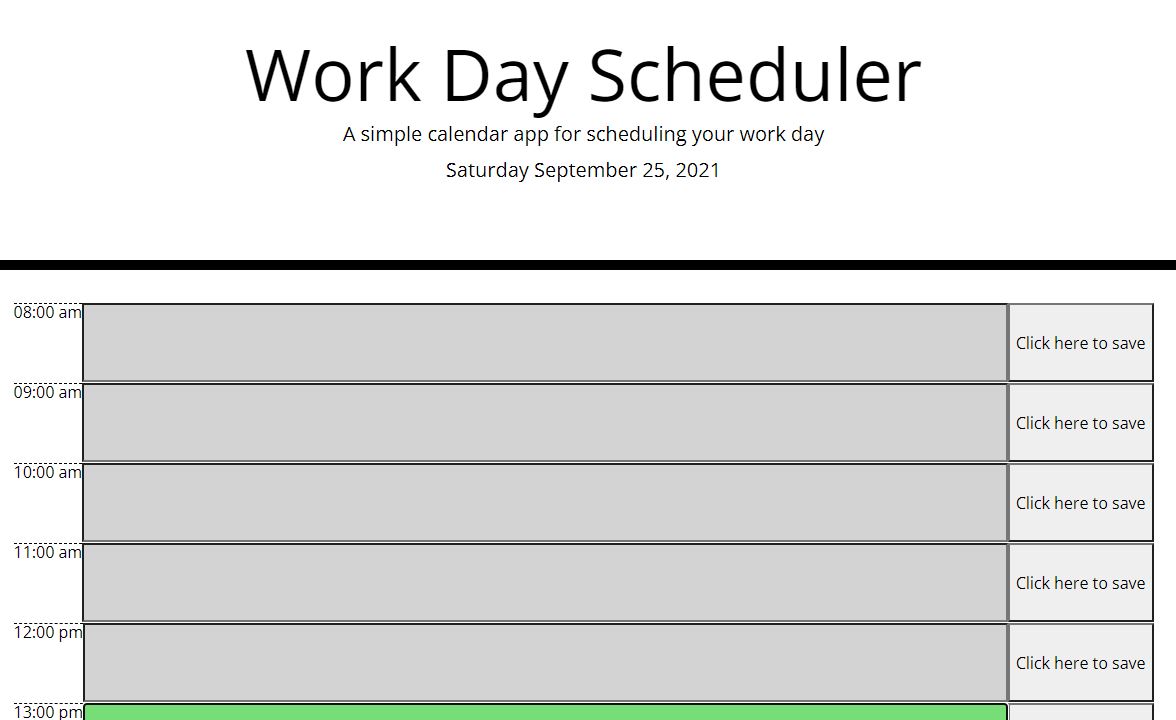 Work Day Scheduler
A simple calendar app for scheduling your work day
Saturday September 25, 2021
08:00 am
Click here to save
09:00 am
Click here to save
10:00 am
Click here to save
11:00 am
Click here to save
12:00 pm
Click here to save
13:00 pm